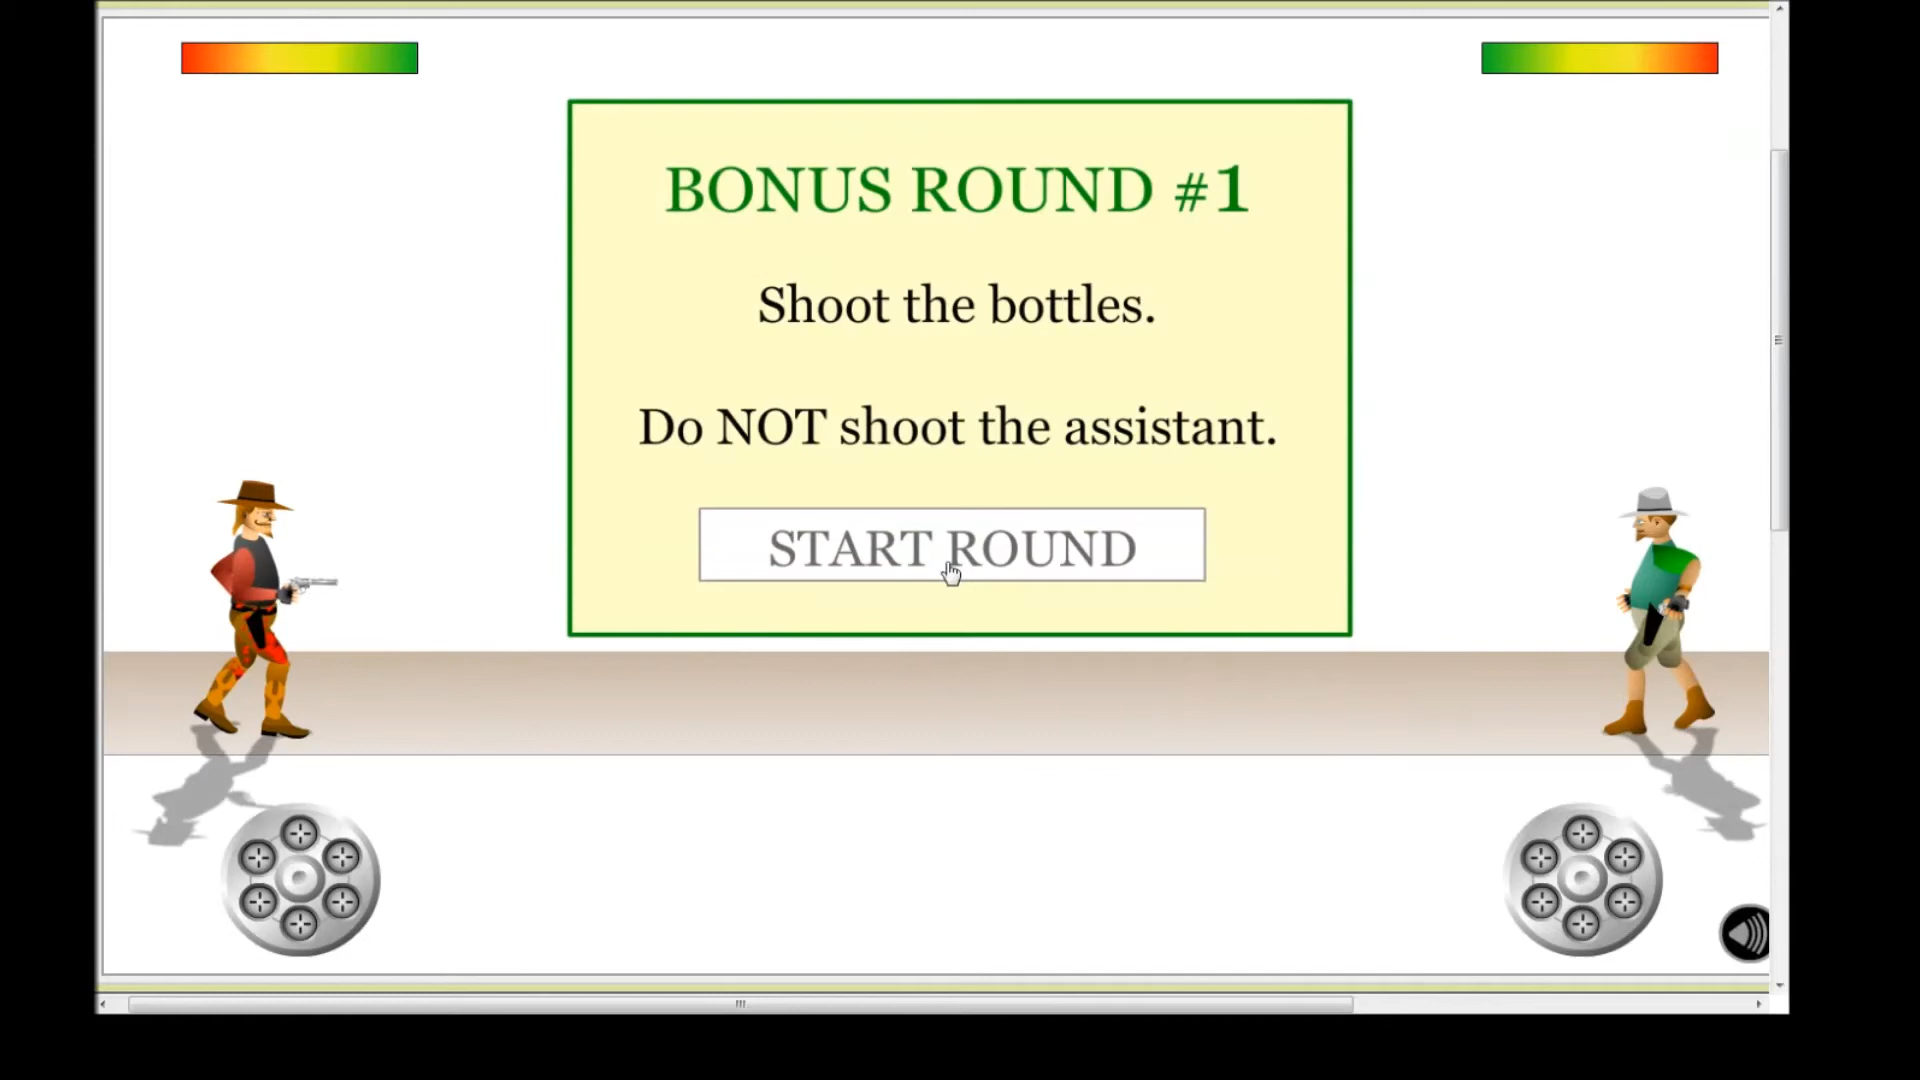 BONUS ROUND #1
Shoot the bottles.
Do NOT shoot the assistant.
START ROUND